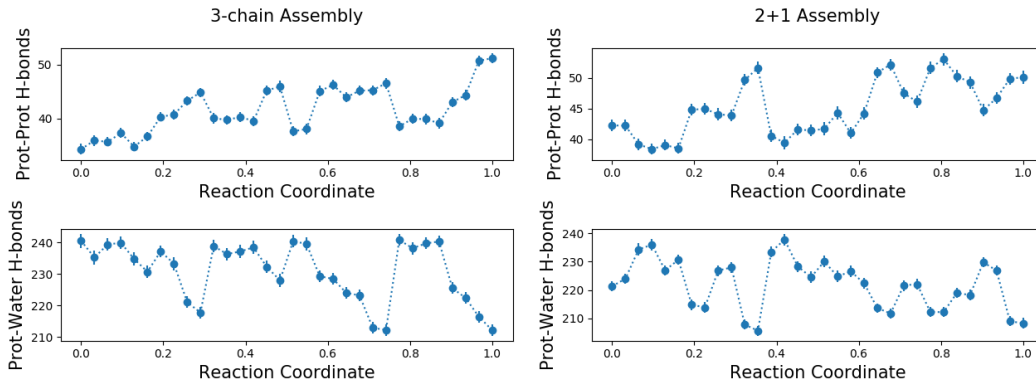 3-chain Assembly
2+1 Assembly
Prot-Prot H-bonds
50
40
0.0 0.2 0.4 0.6 0.8 1.0
Reaction Coordinate
Prot-Prot H-bonds
50
45
40
0.0 0.2 0.4 0.6 0.8 1.0
Reaction Coordinate
Prot-Water H-bonds
240
230
220
210
0.0 0.2 0.4 0.6 0.8 1.0
Reaction Coordinate
Prot-Water H-bonds
240
230
220
210
0.0 0.2 0.4 0.6 0.8 1.0
Reaction Coordinate